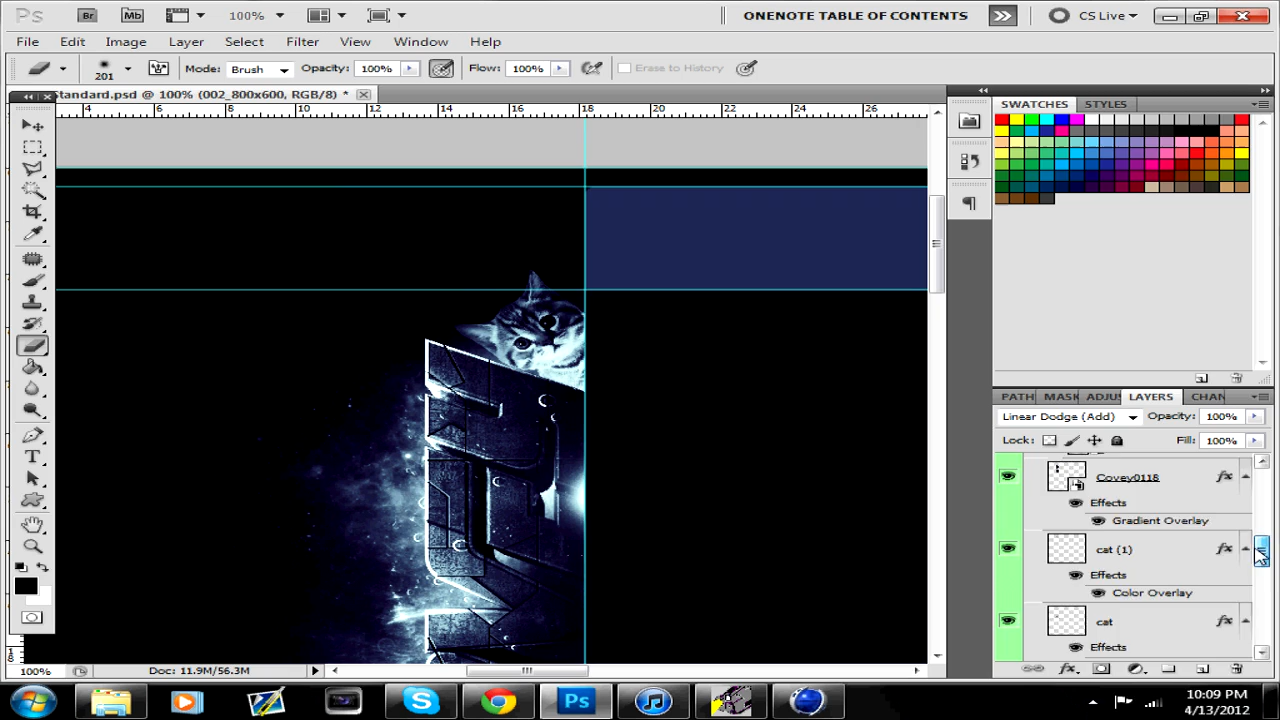 Ps Br Mb 100% ONENOTE TABLE OF CONTENTS CS Live
File Edit Image Layer Select Filter View Window Help
201 Mode: Brush Opacity: 100% Flow: 100% Erase to History
Standard.psd @ 100% (002_800x600, RGB/8) *
4 6 8 10 12 14 16 18 20 22 24 26
SWATCHES STYLES
PATH MASK ADJU LAYERS CHAN
Linear Dodge (Add) Opacity: 100%
Lock: Fill: 100%
Covey0118 fx
Effects
Gradient Overlay
cat (1) fx
Effects
Color Overlay
cat fx
Effects
100% Doc: 11.9M/56.3M
10:09 PM
4/13/2012